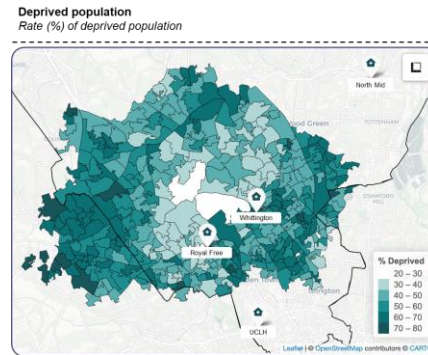 Deprived population
Rate (%) of deprived population
North Mid
Wood Green
TOTTENHAM
STAMFORD
HILL
Whittington
Royal Free
Islington
UCLH
% Deprived
20 – 30
30 – 40
40 – 50
50 – 60
60 – 70
70 – 80
Leaflet | © OpenStreetMap contributors © CARTO